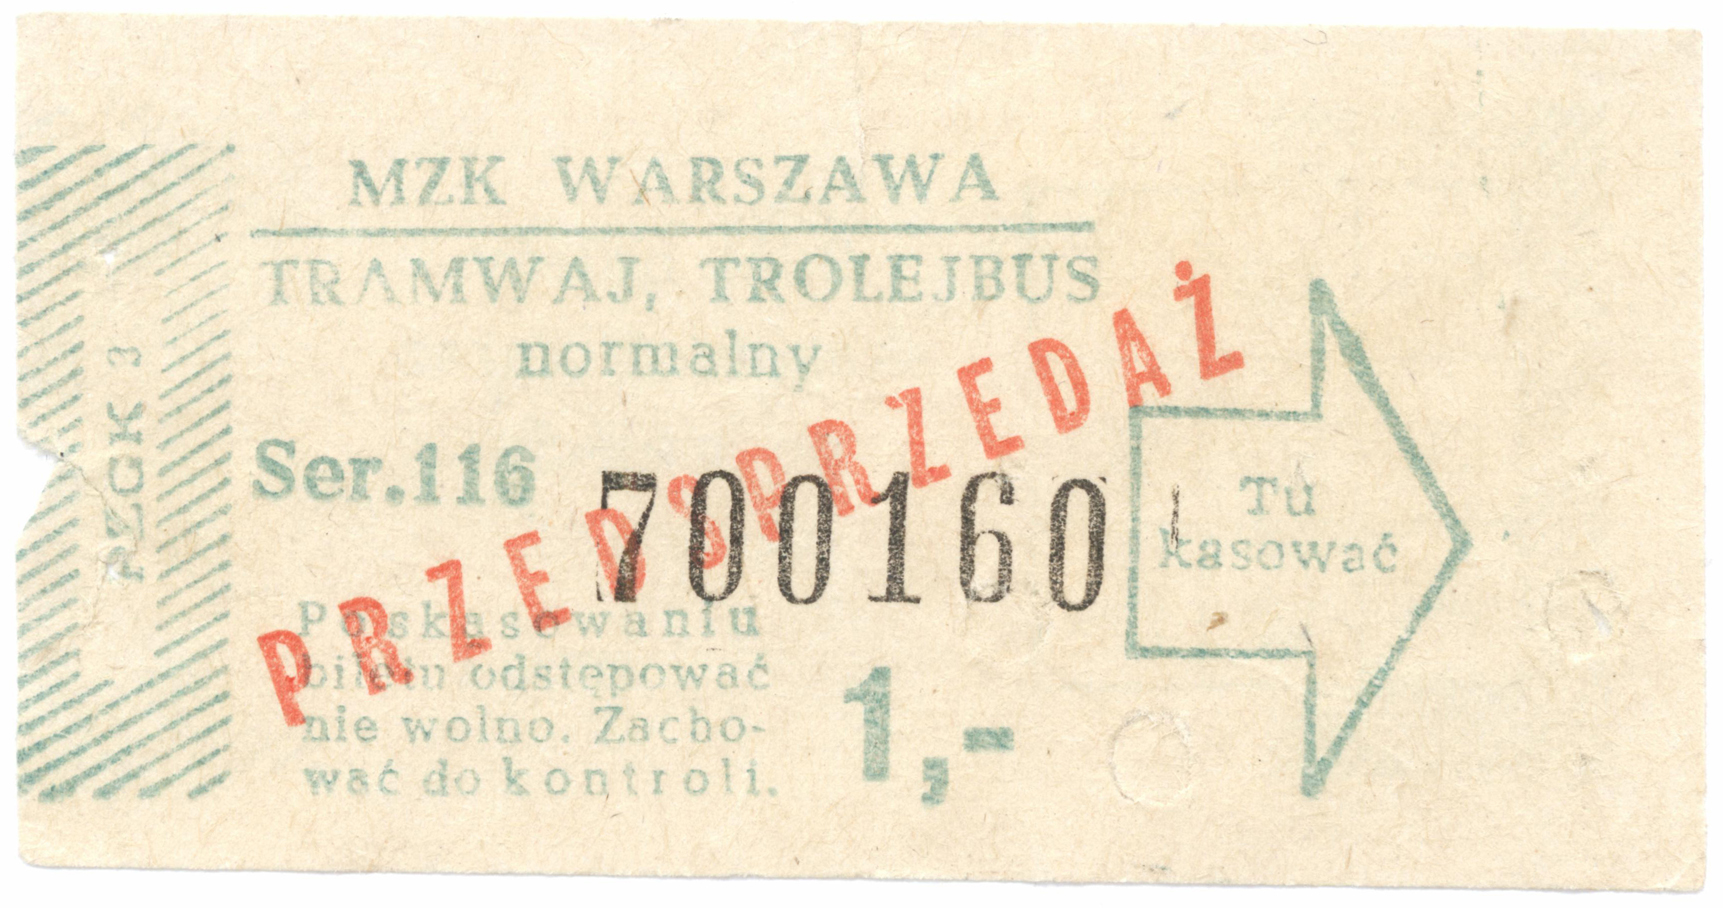 MZK WARSZAWA
TRAMWAJ, TROLEJBUS
normalny
PZGK 3
Ser.116
700160
PRZEDSPRZEDAŻ
Tu
kasować
Po skasowaniu
biletu odstępować
nie wolno. Zacho-
wać do kontroli.
1,-